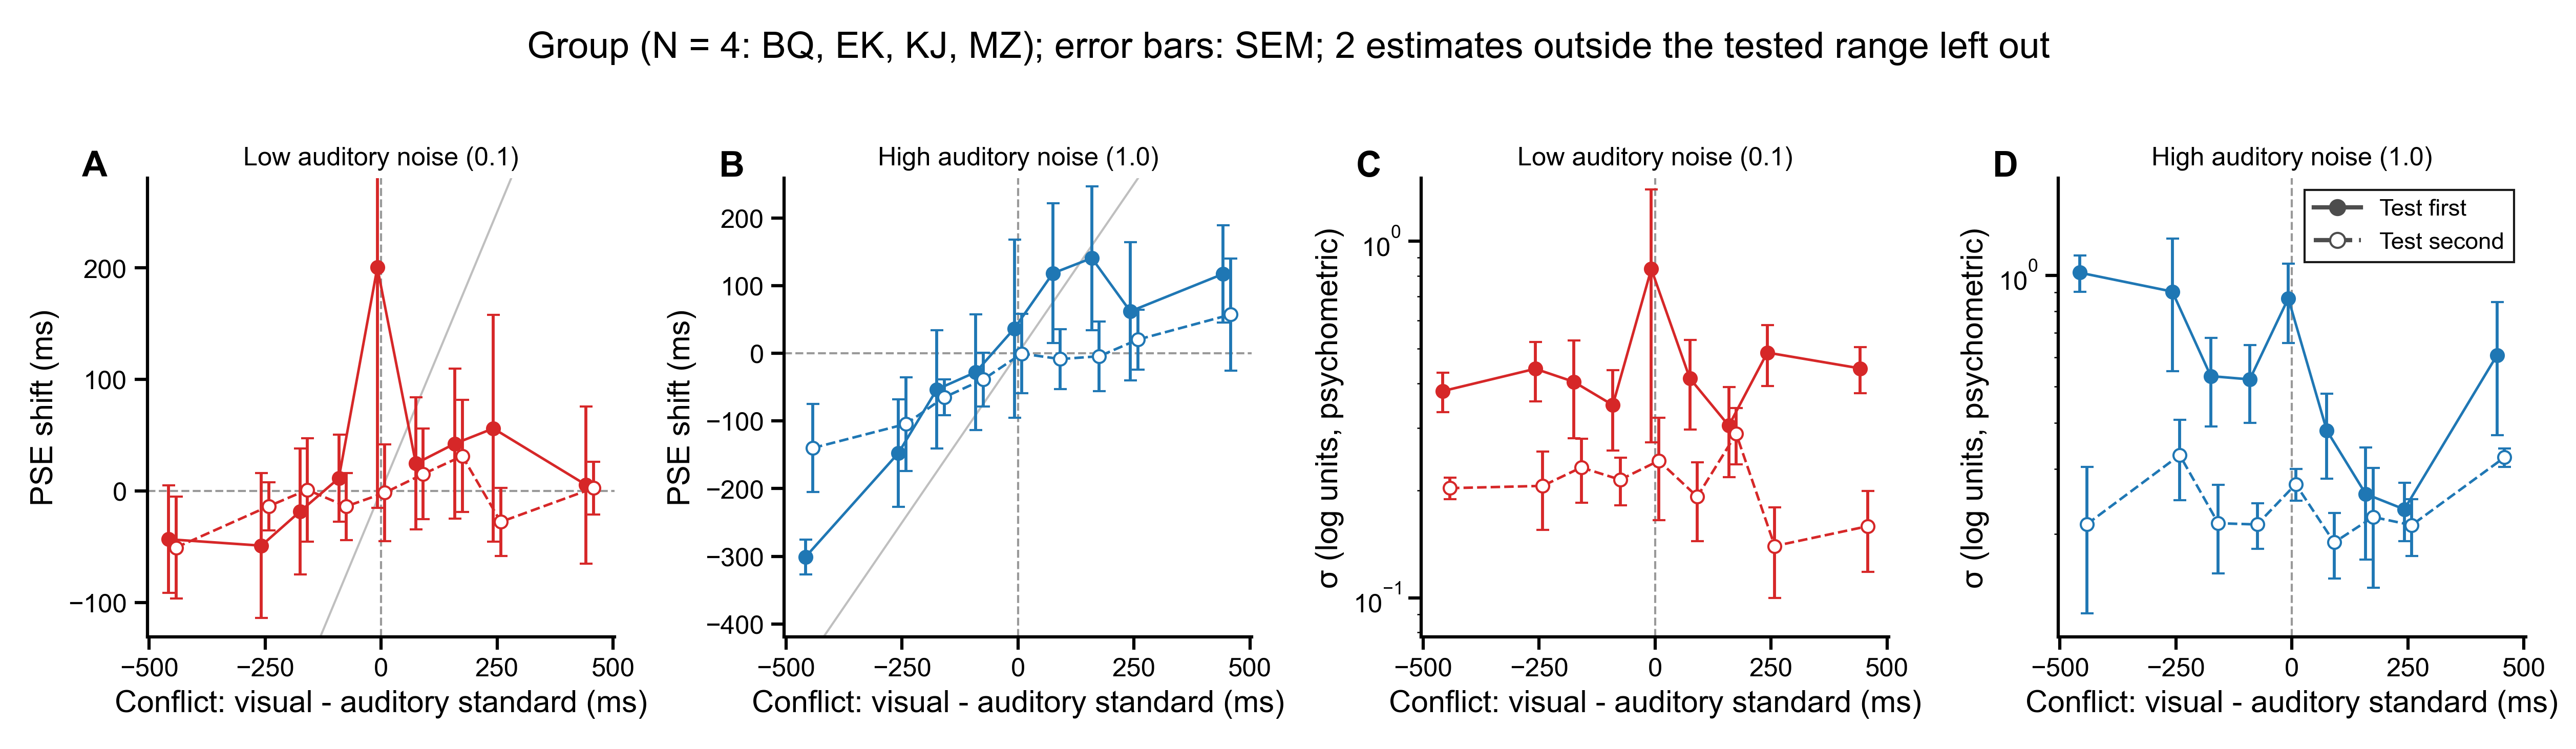 Group (N = 4: BQ, EK, KJ, MZ); error bars: SEM; 2 estimates outside the tested range left out
A
Low auditory noise (0.1)
PSE shift (ms)
200
100
0
−100
−500
−250
0
250
500
Conflict: visual - auditory standard (ms)
B
High auditory noise (1.0)
PSE shift (ms)
200
100
0
−100
−200
−300
−400
−500
−250
0
250
500
Conflict: visual - auditory standard (ms)
C
Low auditory noise (0.1)
σ (log units, psychometric)
10⁰
10⁻¹
−500
−250
0
250
500
Conflict: visual - auditory standard (ms)
D
High auditory noise (1.0)
σ (log units, psychometric)
10⁰
Test first
Test second
−500
−250
0
250
500
Conflict: visual - auditory standard (ms)